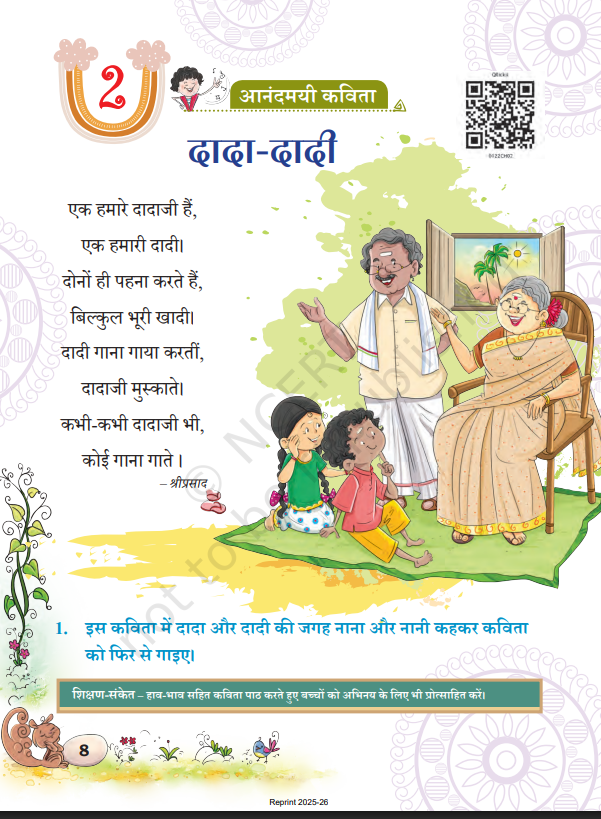 2
आनंदमयी कविता
0122CH02
दादा-दादी
एक हमारे दादाजी हैं,
एक हमारी दादी।
दोनों ही पहना करते हैं,
बिल्कुल भूरी खादी।
दादी गाना गाया करतीं,
दादाजी मुस्काते।
कभी-कभी दादाजी भी,
कोई गाना गाते ।
– श्रीप्रसाद
© NCERT
not to be republished
1. इस कविता में दादा और दादी की जगह नाना और नानी कहकर कविता
को फिर से गाइए।
शिक्षण-संकेत – हाव-भाव सहित कविता पाठ करते हुए बच्चों को अभिनय के लिए भी प्रोत्साहित करें।
8
Reprint 2025-26